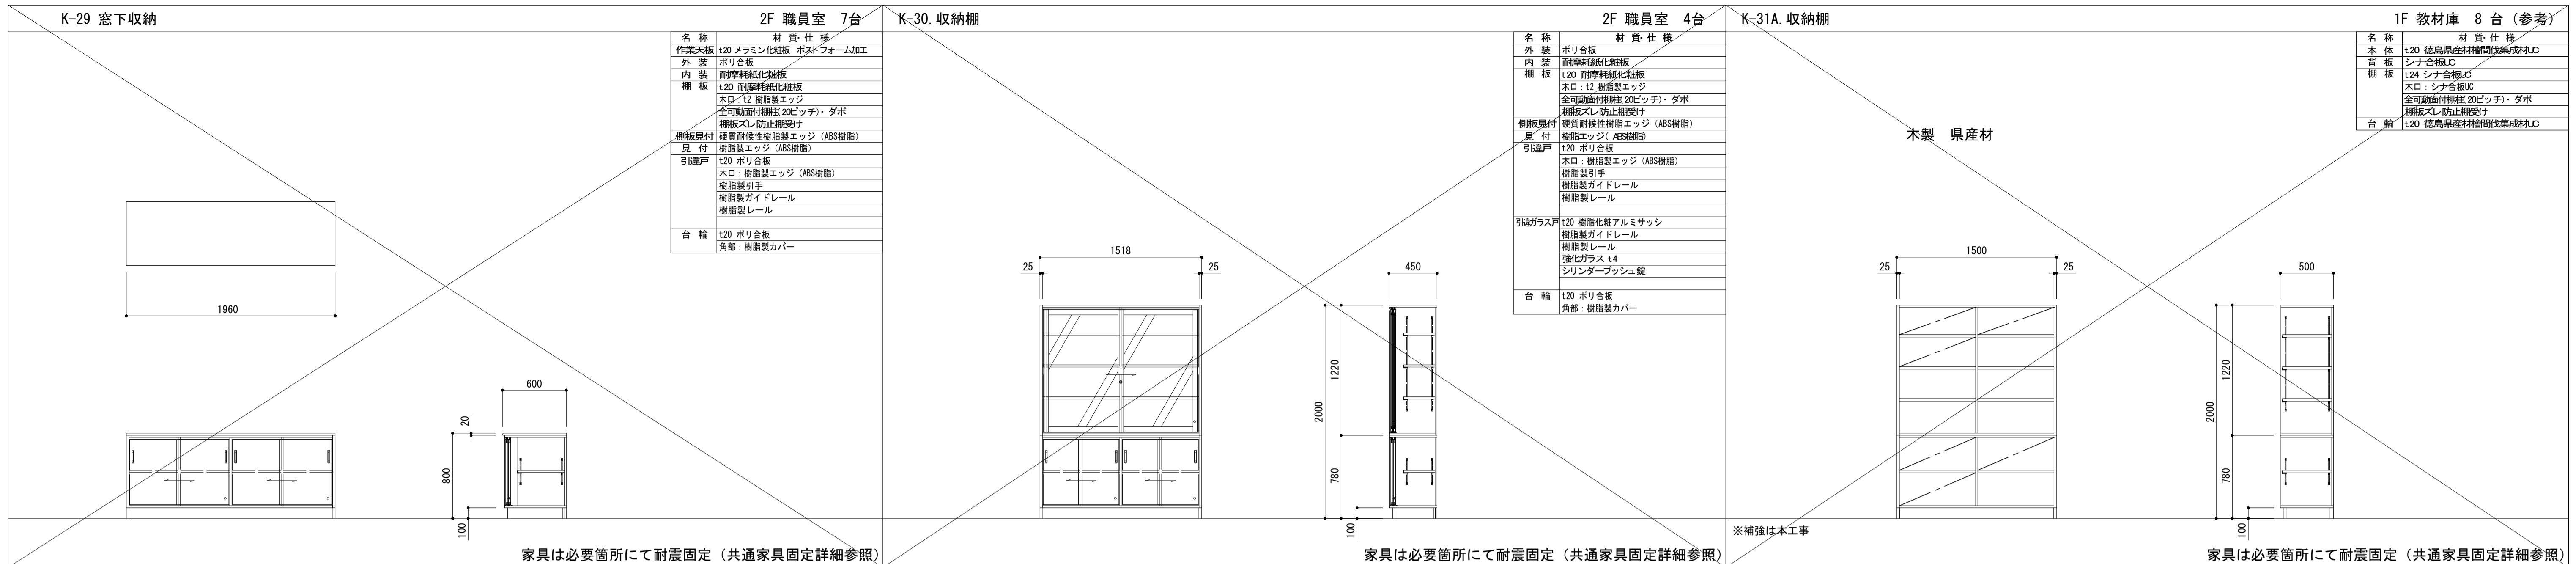 K-29 窓下収納
2F 職員室 7台
名 称 材 質・仕 様
作業天板 t20 メラミン化粧板 ポストフォーム加工
外 装 ポリ合板
内 装 耐摩耗紙化粧板
棚 板 t20 耐摩耗紙化粧板
木口：t2 樹脂製エッジ
全可動面付棚柱(20ピッチ)・ダボ
棚板ズレ防止棚受け
側板見付 硬質耐候性樹脂製エッジ（ABS樹脂）
見 付 樹脂製エッジ（ABS樹脂）
引違戸 t20 ポリ合板
木口：樹脂製エッジ（ABS樹脂）
樹脂製引手
樹脂製ガイドレール
樹脂製レール
台 輪 t20 ポリ合板
角部：樹脂製カバー
1960
600
20
800
100
家具は必要箇所にて耐震固定（共通家具固定詳細参照）
K-30.収納棚
2F 職員室 4台
名 称 材 質・仕 様
外 装 ポリ合板
内 装 耐摩耗紙化粧板
棚 板 t20 耐摩耗紙化粧板
木口：t2 樹脂製エッジ
全可動面付棚柱(20ピッチ)・ダボ
棚板ズレ防止棚受け
側板見付 硬質耐候性樹脂エッジ（ABS樹脂）
見 付 樹脂エッジ(ABS樹脂)
引違戸 t20 ポリ合板
木口：樹脂製エッジ（ABS樹脂）
樹脂製引手
樹脂製ガイドレール
樹脂製レール
引違ガラス戸 t20 樹脂化粧アルミサッシ
樹脂製ガイドレール
樹脂製レール
強化ガラス t4
シリンダープッシュ錠
台 輪 t20 ポリ合板
角部：樹脂製カバー
1518
25
25
450
1220
2000
780
100
家具は必要箇所にて耐震固定（共通家具固定詳細参照）
K-31A.収納棚
1F 教材庫 8 台（参考）
名 称 材 質・仕 様
本 体 t20 徳島県産材檜間伐集成材UC
背 板 シナ合板UC
棚 板 t24 シナ合板UC
木口：シナ合板UC
全可動面付棚柱(20ピッチ)・ダボ
棚板ズレ防止棚受け
台 輪 t20 徳島県産材檜間伐集成材UC
木製 県産材
1500
25
25
500
1220
2000
780
100
※補強は本工事
家具は必要箇所にて耐震固定（共通家具固定詳細参照）